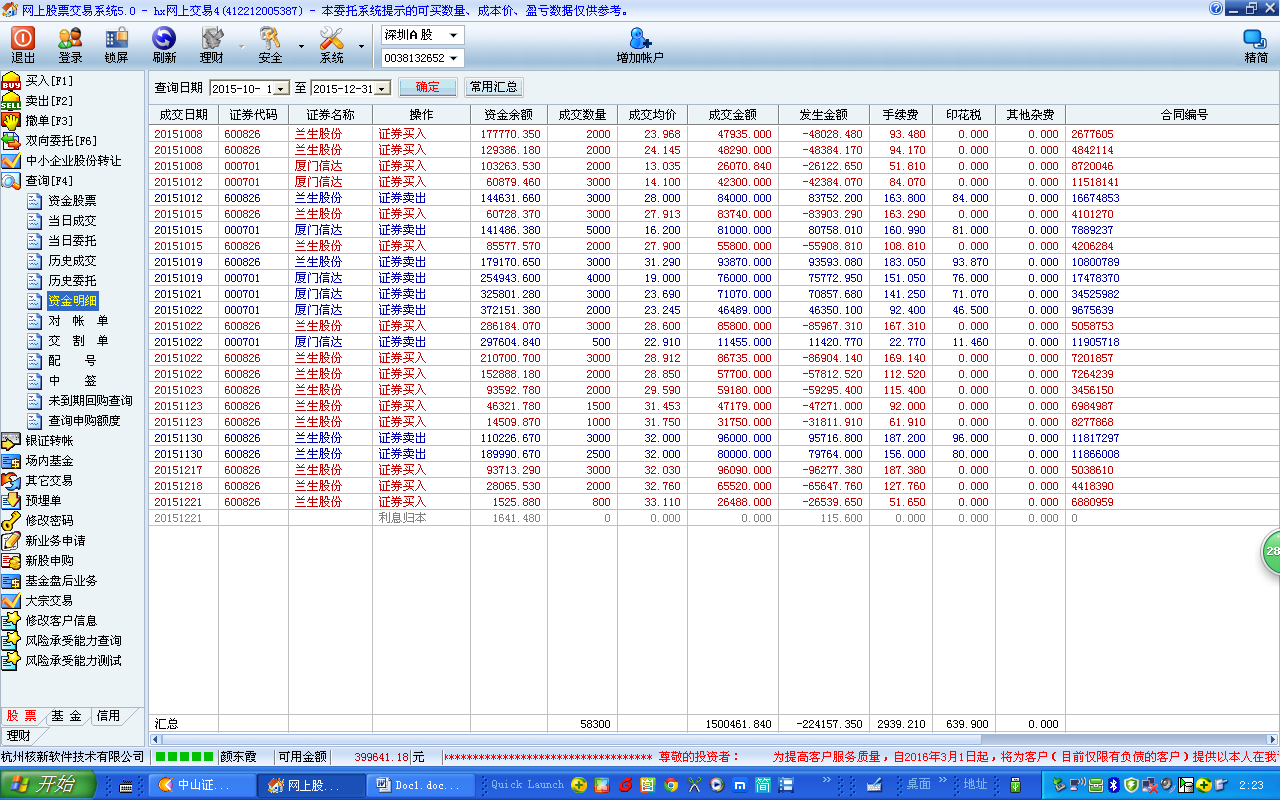 网上股票交易系统5.0 - hx网上交易4(412212005387) - 本委托系统提示的可买数量、成本价、盈亏数据仅供参考。
退出 登录 锁屏 刷新 理财 安全 系统 深圳A 股 0038132652 增加帐户 精简
买入[F1]
卖出[F2]
撤单[F3]
双向委托[F6]
中小企业股份转让
查询[F4]
资金股票
当日成交
当日委托
历史成交
历史委托
资金明细
对 帐 单
交 割 单
配 号
中 签
未到期回购查询
查询申购额度
银证转帐
场内基金
其它交易
预埋单
修改密码
新业务申请
新股申购
基金盘后业务
大宗交易
修改客户信息
风险承受能力查询
风险承受能力测试
股 票 基 金 信用
理财
查询日期 2015-10- 1 至 2015-12-31 确定 常用汇总
成交日期 证券代码 证券名称 操作 资金余额 成交数量 成交均价 成交金额 发生金额 手续费 印花税 其他杂费 合同编号
20151008 600826 兰生股份 证券买入 177770.350 2000 23.968 47935.000 -48028.480 93.480 0.000 0.000 2677605
20151008 600826 兰生股份 证券买入 129386.180 2000 24.145 48290.000 -48384.170 94.170 0.000 0.000 4842114
20151008 000701 厦门信达 证券买入 103263.530 2000 13.035 26070.840 -26122.650 51.810 0.000 0.000 8720046
20151012 000701 厦门信达 证券买入 60879.460 3000 14.100 42300.000 -42384.070 84.070 0.000 0.000 11518141
20151012 600826 兰生股份 证券卖出 144631.660 3000 28.000 84000.000 83752.200 163.800 84.000 0.000 16674853
20151015 600826 兰生股份 证券买入 60728.370 3000 27.913 83740.000 -83903.290 163.290 0.000 0.000 4101270
20151015 000701 厦门信达 证券卖出 141486.380 5000 16.200 81000.000 80758.010 160.990 81.000 0.000 7889237
20151015 600826 兰生股份 证券买入 85577.570 2000 27.900 55800.000 -55908.810 108.810 0.000 0.000 4206284
20151019 600826 兰生股份 证券卖出 179170.650 3000 31.290 93870.000 93593.080 183.050 93.870 0.000 10800789
20151019 000701 厦门信达 证券卖出 254943.600 4000 19.000 76000.000 75772.950 151.050 76.000 0.000 17478370
20151021 000701 厦门信达 证券卖出 325801.280 3000 23.690 71070.000 70857.680 141.250 71.070 0.000 34525982
20151022 000701 厦门信达 证券卖出 372151.380 2000 23.245 46489.000 46350.100 92.400 46.500 0.000 9675639
20151022 600826 兰生股份 证券买入 286184.070 3000 28.600 85800.000 -85967.310 167.310 0.000 0.000 5058753
20151022 000701 厦门信达 证券卖出 297604.840 500 22.910 11455.000 11420.770 22.770 11.460 0.000 11905718
20151022 600826 兰生股份 证券买入 210700.700 3000 28.912 86735.000 -86904.140 169.140 0.000 0.000 7201857
20151022 600826 兰生股份 证券买入 152888.180 2000 28.850 57700.000 -57812.520 112.520 0.000 0.000 7264239
20151023 600826 兰生股份 证券买入 93592.780 2000 29.590 59180.000 -59295.400 115.400 0.000 0.000 3456150
20151123 600826 兰生股份 证券买入 46321.780 1500 31.453 47179.000 -47271.000 92.000 0.000 0.000 6984987
20151123 600826 兰生股份 证券买入 14509.870 1000 31.750 31750.000 -31811.910 61.910 0.000 0.000 8277868
20151130 600826 兰生股份 证券卖出 110226.670 3000 32.000 96000.000 95716.800 187.200 96.000 0.000 11817297
20151130 600826 兰生股份 证券卖出 189990.670 2500 32.000 80000.000 79764.000 156.000 80.000 0.000 11866008
20151217 600826 兰生股份 证券买入 93713.290 3000 32.030 96090.000 -96277.380 187.380 0.000 0.000 5038610
20151218 600826 兰生股份 证券买入 28065.530 2000 32.760 65520.000 -65647.760 127.760 0.000 0.000 4418390
20151221 600826 兰生股份 证券买入 1525.880 800 33.110 26488.000 -26539.650 51.650 0.000 0.000 6880959
20151221 利息归本 1641.480 0 0.000 0.000 115.600 0.000 0.000 0.000 0
汇总 58300 1500461.840 -224157.350 2939.210 639.900 0.000
28
杭州核新软件技术有限公司 颜东霞 可用金额 399641.18 元 ******************************** 尊敬的投资者： 为提高客户服务质量，自2016年3月1日起，将为客户（目前仅限有负债的客户）提供以本人在我
开始 中山证... 网上股... Doc1.doc... Quick Launch 简 桌面 地址 2:23